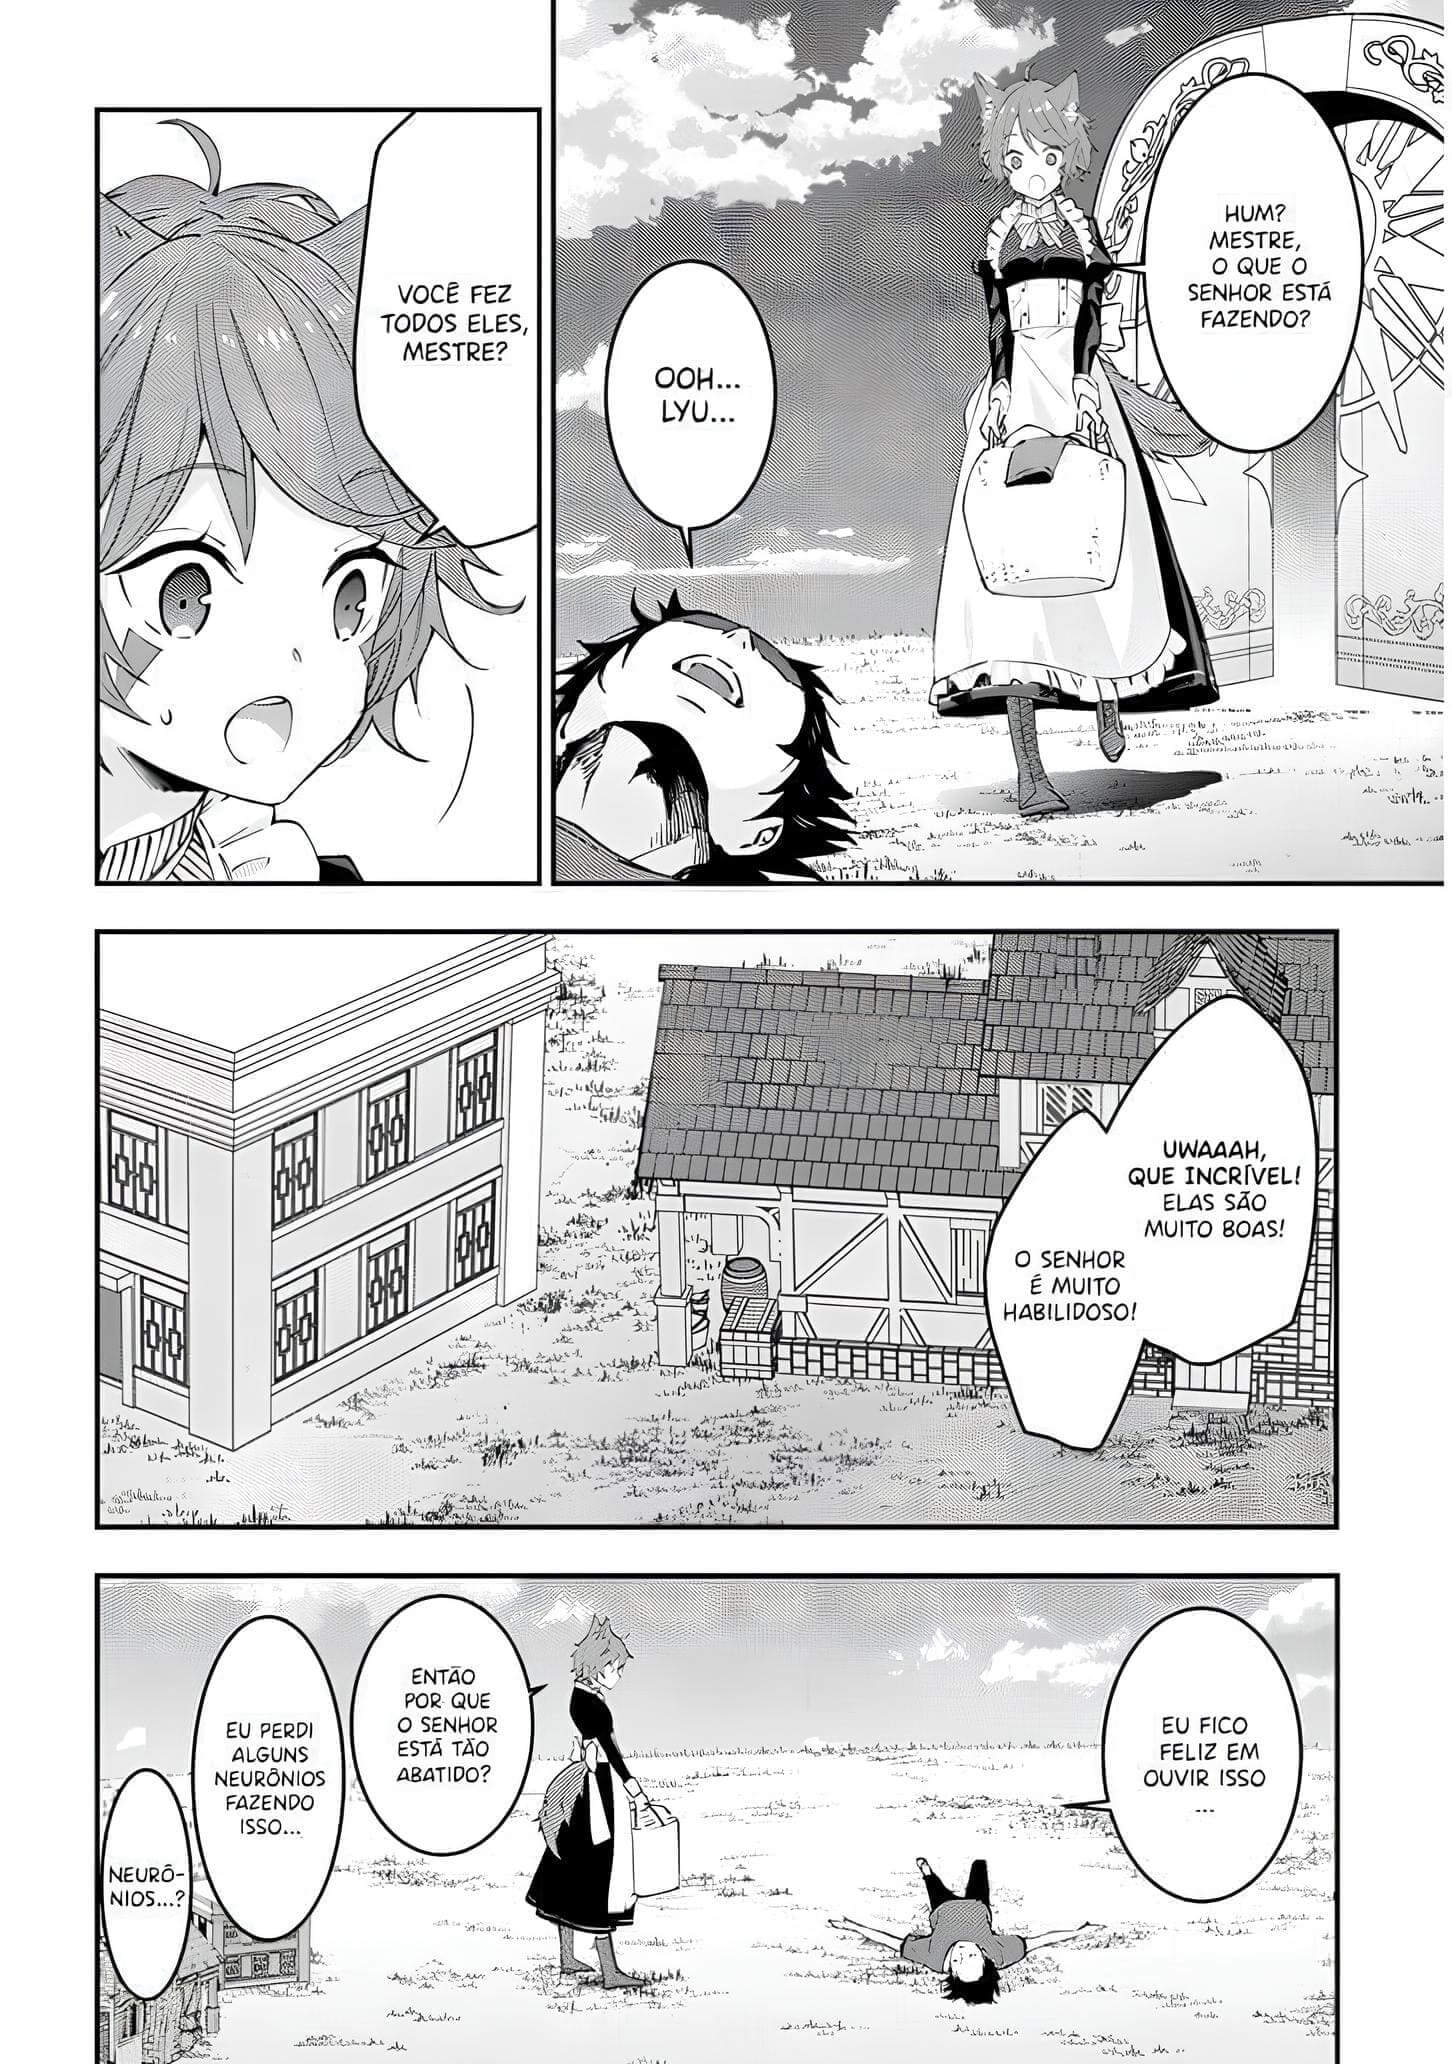 HUM?
MESTRE,
O QUE O
SENHOR ESTÁ
FAZENDO?
OOH...
LYU...
VOCÊ FEZ
TODOS ELES,
MESTRE?
UWAAAH,
QUE INCRÍVEL!
ELAS SÃO
MUITO BOAS!
O SENHOR
É MUITO
HABILIDOSO!
EU FICO
FELIZ EM
OUVIR ISSO
...
ENTÃO
POR QUE
O SENHOR
ESTÁ TÃO
ABATIDO?
EU PERDI
ALGUNS
NEURÔNIOS
FAZENDO
ISSO...
NEURÔ-
NIOS...?